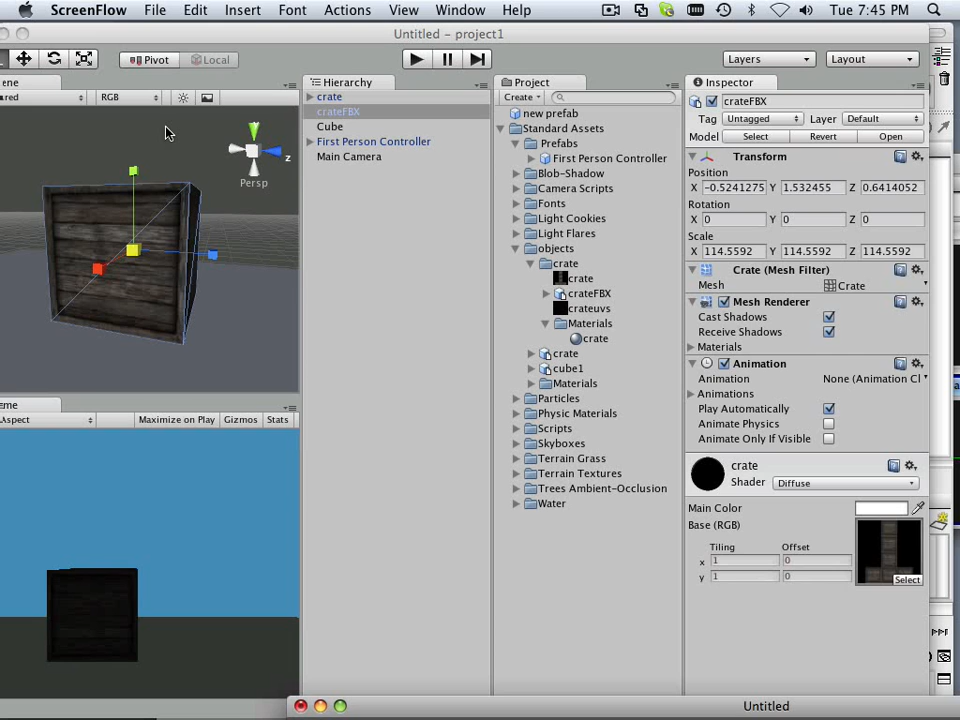 ScreenFlow File Edit Insert Font Actions View Window Help Tue 7:45 PM
Untitled – project1
Pivot Local Layers Layout
Hierarchy Project Inspector
RGB
Create
z
Persp
crate
crateFBX
Cube
First Person Controller
Main Camera
new prefab
Standard Assets
Prefabs
First Person Controller
Blob-Shadow
Camera Scripts
Fonts
Light Cookies
Light Flares
objects
crate
crate
crateFBX
crateuvs
Materials
crate
crate
cube1
Materials
Particles
Physic Materials
Scripts
Skyboxes
Terrain Grass
Terrain Textures
Trees Ambient-Occlusion
Water
crateFBX
Tag Untagged Layer Default
Model Select Revert Open
Transform
Position
X -0.5241275 Y 1.532455 Z 0.6414052
Rotation
X 0 Y 0 Z 0
Scale
X 114.5592 Y 114.5592 Z 114.5592
Crate (Mesh Filter)
Mesh Crate
Mesh Renderer
Cast Shadows
Receive Shadows
Materials
Animation
Animation None (Animation Cl
Animations
Play Automatically
Animate Physics
Animate Only If Visible
crate
Shader Diffuse
Main Color
Base (RGB)
Tiling Offset
x 1 0
y 1 0
Select
Maximize on Play Gizmos Stats
Untitled